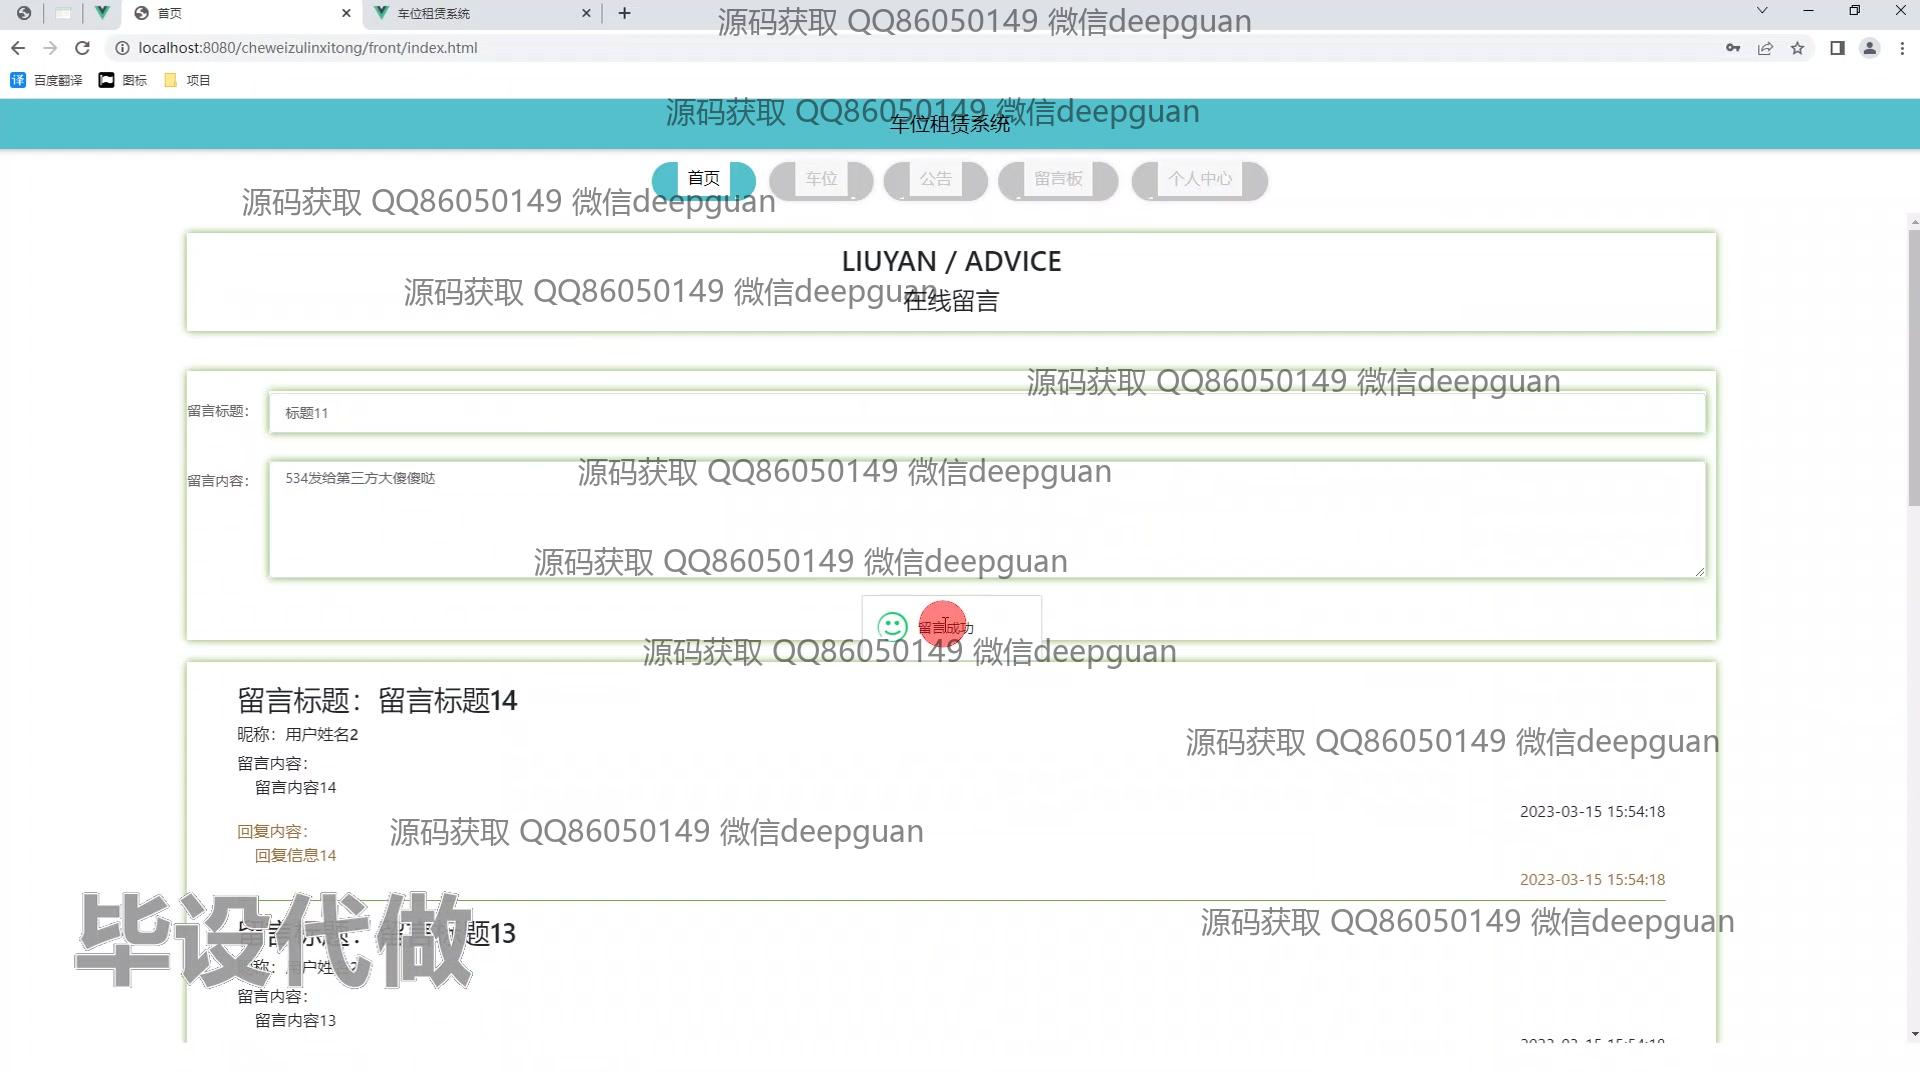 首页
车位租赁系统
源码获取 QQ86050149 微信deepguan
localhost:8080/cheweizulinxitong/front/index.html
译 百度翻译 图标 项目
源码获取 QQ86050149 微信deepguan
车位租赁系统
首页 车位 公告 留言板 个人中心
源码获取 QQ86050149 微信deepguan
LIUYAN / ADVICE
源码获取 QQ86050149 微信deepguan
在线留言
源码获取 QQ86050149 微信deepguan
留言标题：
标题11
源码获取 QQ86050149 微信deepguan
留言内容：
534发给第三方大傻傻哒
源码获取 QQ86050149 微信deepguan
留言成功
源码获取 QQ86050149 微信deepguan
留言标题：留言标题14
昵称：用户姓名2
源码获取 QQ86050149 微信deepguan
留言内容：
留言内容14
2023-03-15 15:54:18
回复内容：
源码获取 QQ86050149 微信deepguan
回复信息14
2023-03-15 15:54:18
源码获取 QQ86050149 微信deepguan
毕设代做
留言标题：留言标题13
留言内容：
留言内容13